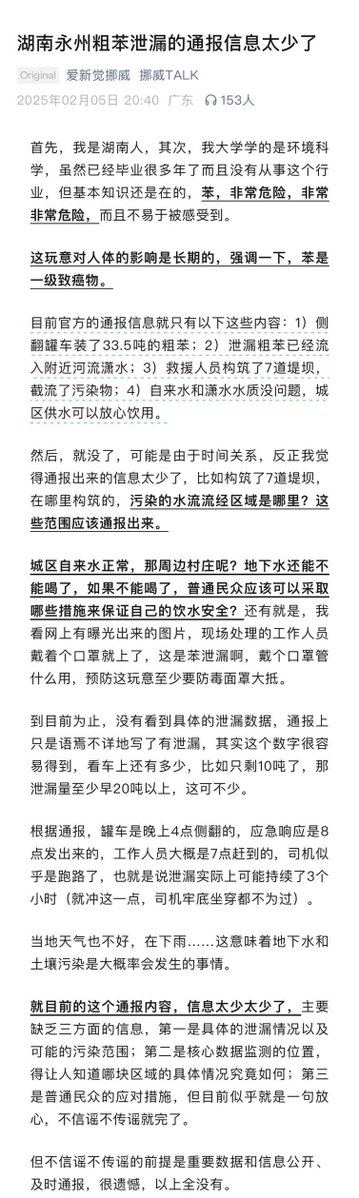 湖南永州粗苯泄漏的通报信息太少了
Original 爱新觉挪威 挪威TALK
2025年02月05日 20:40 广东 153人
首先，我是湖南人，其次，我大学学的是环境科
学，虽然已经毕业很多年了而且没有从事这个行
业，但基本知识还是在的，苯，非常危险，非常
非常危险，而且不易于被感受到。
这玩意对人体的影响是长期的，强调一下，苯是
一级致癌物。
目前官方的通报信息就只有以下这些内容：1）侧
翻罐车装了33.5吨的粗苯；2）泄漏粗苯已经流
入附近河流潇水；3）救援人员构筑了7道堤坝，
截流了污染物；4）自来水和潇水水质没问题，城
区供水可以放心饮用。
然后，就没了，可能是由于时间关系，反正我觉
得通报出来的信息太少了，比如构筑了7道堤坝，
在哪里构筑的，污染的水流流经区域是哪里？这
些范围应该通报出来。
城区自来水正常，那周边村庄呢？地下水还能不
能喝了，如果不能喝了，普通民众应该可以采取
哪些措施来保证自己的饮水安全？还有就是，我
看网上有曝光出来的图片，现场处理的工作人员
戴着个口罩就上了，这是苯泄漏啊，戴个口罩管
什么用，预防这玩意至少要防毒面罩大抵。
到目前为止，没有看到具体的泄漏数据，通报上
只是语焉不详地写了有泄漏，其实这个数字很容
易得到，看车上还有多少，比如只剩10吨了，那
泄漏量至少早20吨以上，这可不少。
根据通报，罐车是晚上4点侧翻的，应急响应是8
点发出来的，工作人员大概是7点赶到的，司机似
乎是跑路了，也就是说泄漏实际上可能持续了3个
小时（就冲这一点，司机牢底坐穿都不为过）。
当地天气也不好，在下雨……这意味着地下水和
土壤污染是大概率会发生的事情。
就目前的这个通报内容，信息太少太少了，主要
缺乏三方面的信息，第一是具体的泄漏情况以及
可能的污染范围；第二是核心数据监测的位置，
得让人知道哪块区域的具体情况究竟如何；第三
是普通民众的应对措施，但目前似乎就是一句放
心，不信谣不传谣就完了。
但不信谣不传谣的前提是重要数据和信息公开、
及时通报，很遗憾，以上全没有。